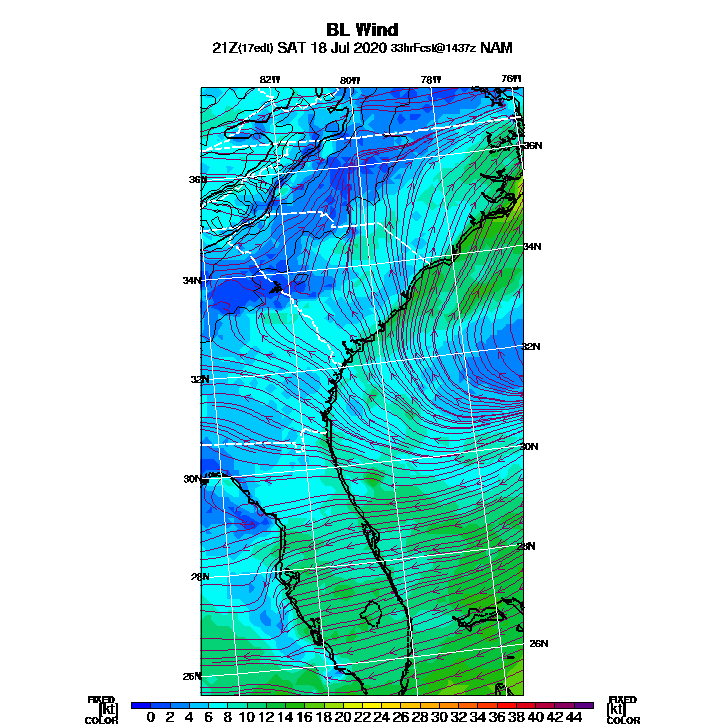 BL Wind
21Z(17edt) SAT 18 Jul 2020 33hrFcst@1437z NAM
82W 80W 78W 76W
36N
36N
34N
34N
32N
32N
30N
30N
28N
28N
26N
26N
FIXED FIXED
[kt] 0 2 4 6 8 10 12 14 16 18 20 22 24 26 28 30 32 34 36 38 40 42 44 [kt]
COLOR COLOR